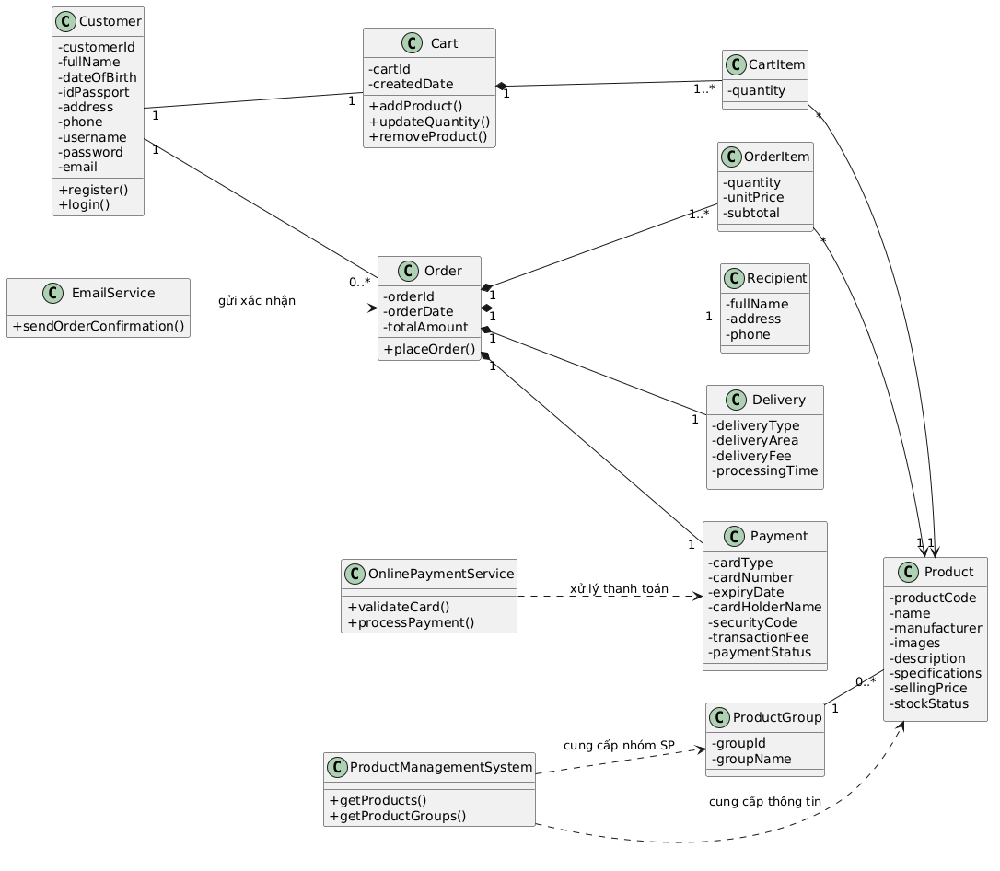 C Customer
-customerId
-fullName
-dateOfBirth
-idPassport
-address
-phone
-username
-password
-email
+register()
+login()
1
1
1
0..*
C Cart
-cartId
-createdDate
+addProduct()
+updateQuantity()
+removeProduct()
1
1..*
C CartItem
-quantity
*
1
C OrderItem
-quantity
-unitPrice
-subtotal
*
1
C EmailService
+sendOrderConfirmation()
gửi xác nhận
C Order
-orderId
-orderDate
-totalAmount
+placeOrder()
1
1..*
1
1
1
1
1
1
C Recipient
-fullName
-address
-phone
C Delivery
-deliveryType
-deliveryArea
-deliveryFee
-processingTime
C OnlinePaymentService
+validateCard()
+processPayment()
xử lý thanh toán
C Payment
-cardType
-cardNumber
-expiryDate
-cardHolderName
-securityCode
-transactionFee
-paymentStatus
C Product
-productCode
-name
-manufacturer
-images
-description
-specifications
-sellingPrice
-stockStatus
C ProductGroup
-groupId
-groupName
1
0..*
C ProductManagementSystem
+getProducts()
+getProductGroups()
cung cấp nhóm SP
cung cấp thông tin